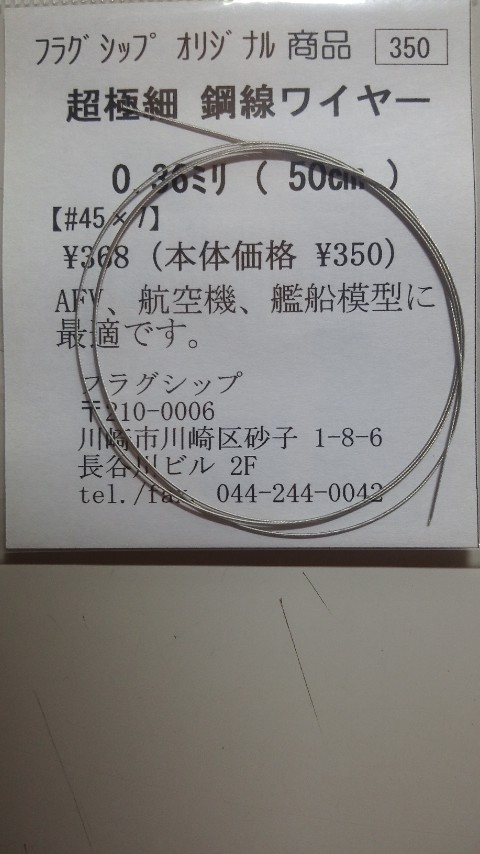 フラグシップ オリジナル 商品 350
超極細 鋼線ワイヤー
0.36ミリ ( 50cm )
【#45×7】
¥368 (本体価格 ¥350)
AFV、航空機、艦船模型に
最適です。
フラグシップ
〒210-0006
川崎市川崎区砂子 1-8-6
長谷川ビル 2F
tel./fax. 044-244-0042